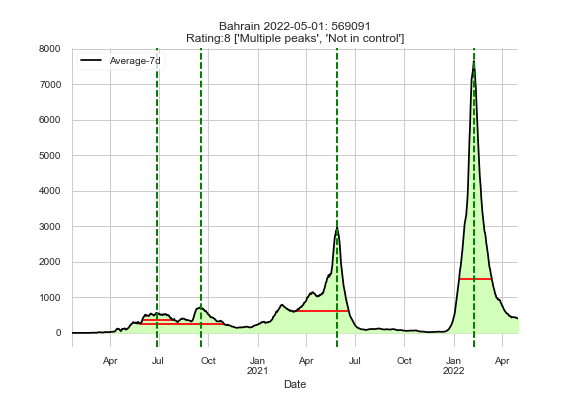 Bahrain 2022-05-01: 569091
Rating:8 ['Multiple peaks', 'Not in control']
Average-7d
8000
7000
6000
5000
4000
3000
2000
1000
0
Apr Jul Oct Jan Apr Jul Oct Jan Apr
2021 2022
Date